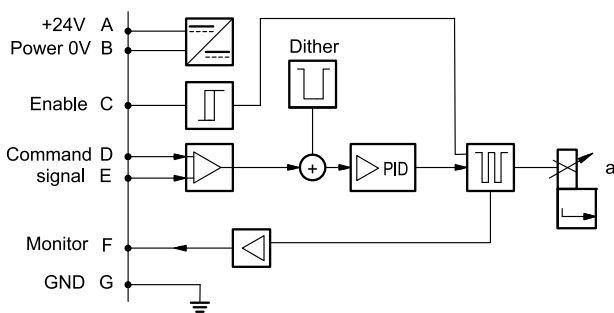 +24V A
Power 0V B
Dither
Enable C
Command D
signal E
PID
a
Monitor F
GND G